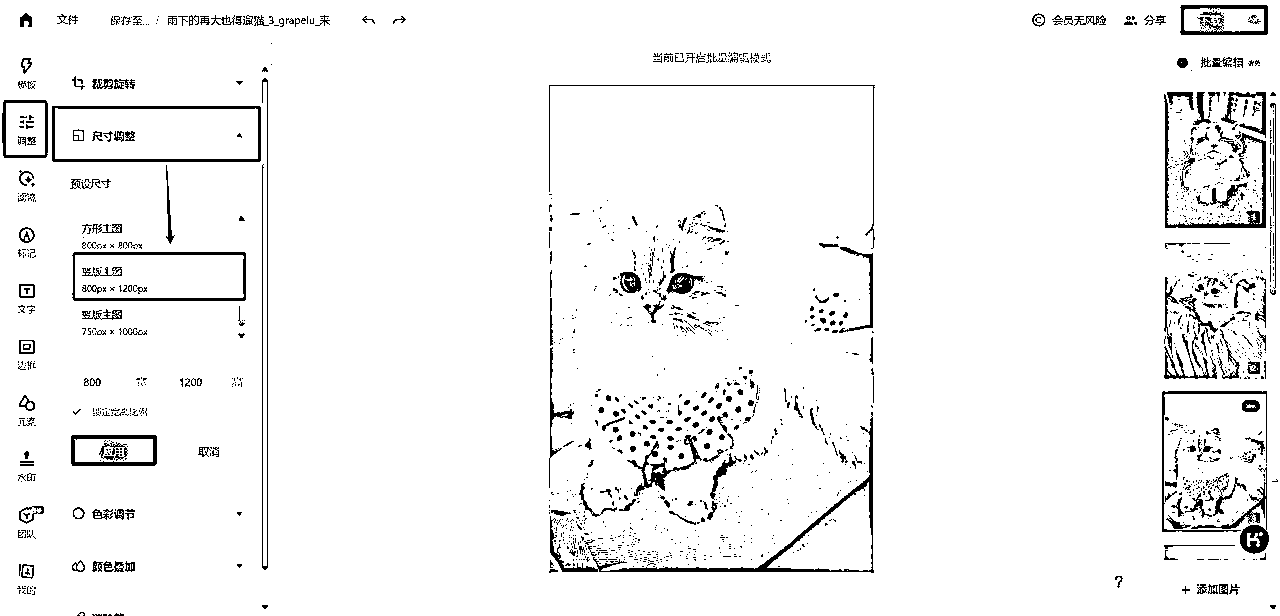 文件
保存至... / 雨下的再大也得遛猫_3_grapelu_来
会员无风险
分享
模板
调整
滤镜
标记
文字
边框
元素
水印
团队
我的
裁剪旋转
尺寸调整
预设尺寸
方形主图
800px × 800px
竖版主图
800px × 1200px
竖版主图
750px × 1000px
800 宽 1200 高
锁定宽高比例
应用
取消
色彩调节
颜色叠加
当前已开启批量编辑模式
批量编辑
1
2
3
?
+ 添加图片